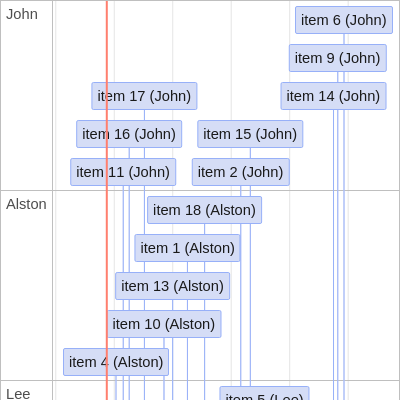 John
item 6 (John)
item 9 (John)
item 17 (John)
item 14 (John)
item 16 (John)
item 15 (John)
item 11 (John)
item 2 (John)
Alston
item 18 (Alston)
item 1 (Alston)
item 13 (Alston)
item 10 (Alston)
item 4 (Alston)
Lee
item 5 (Lee)